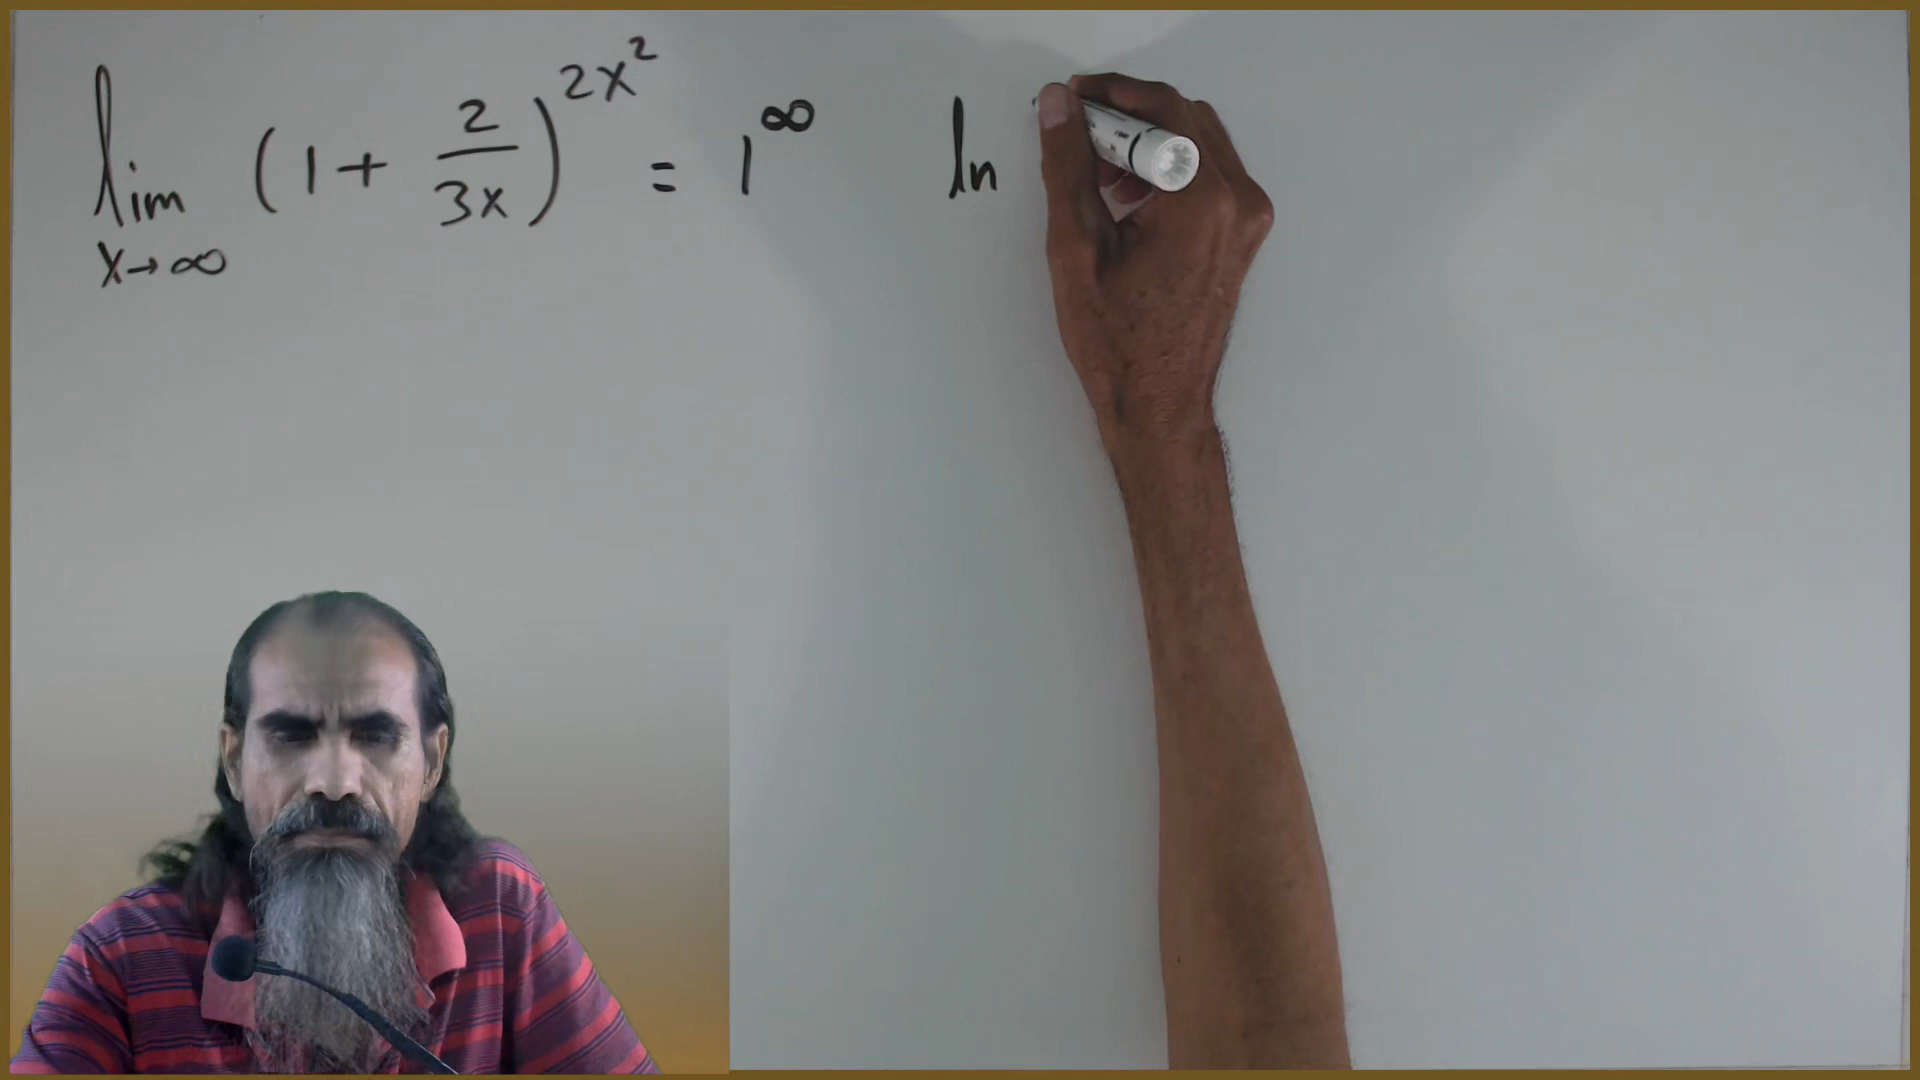 lim (1 + 2/3x)^2x^2 = 1^∞ ln
x→∞